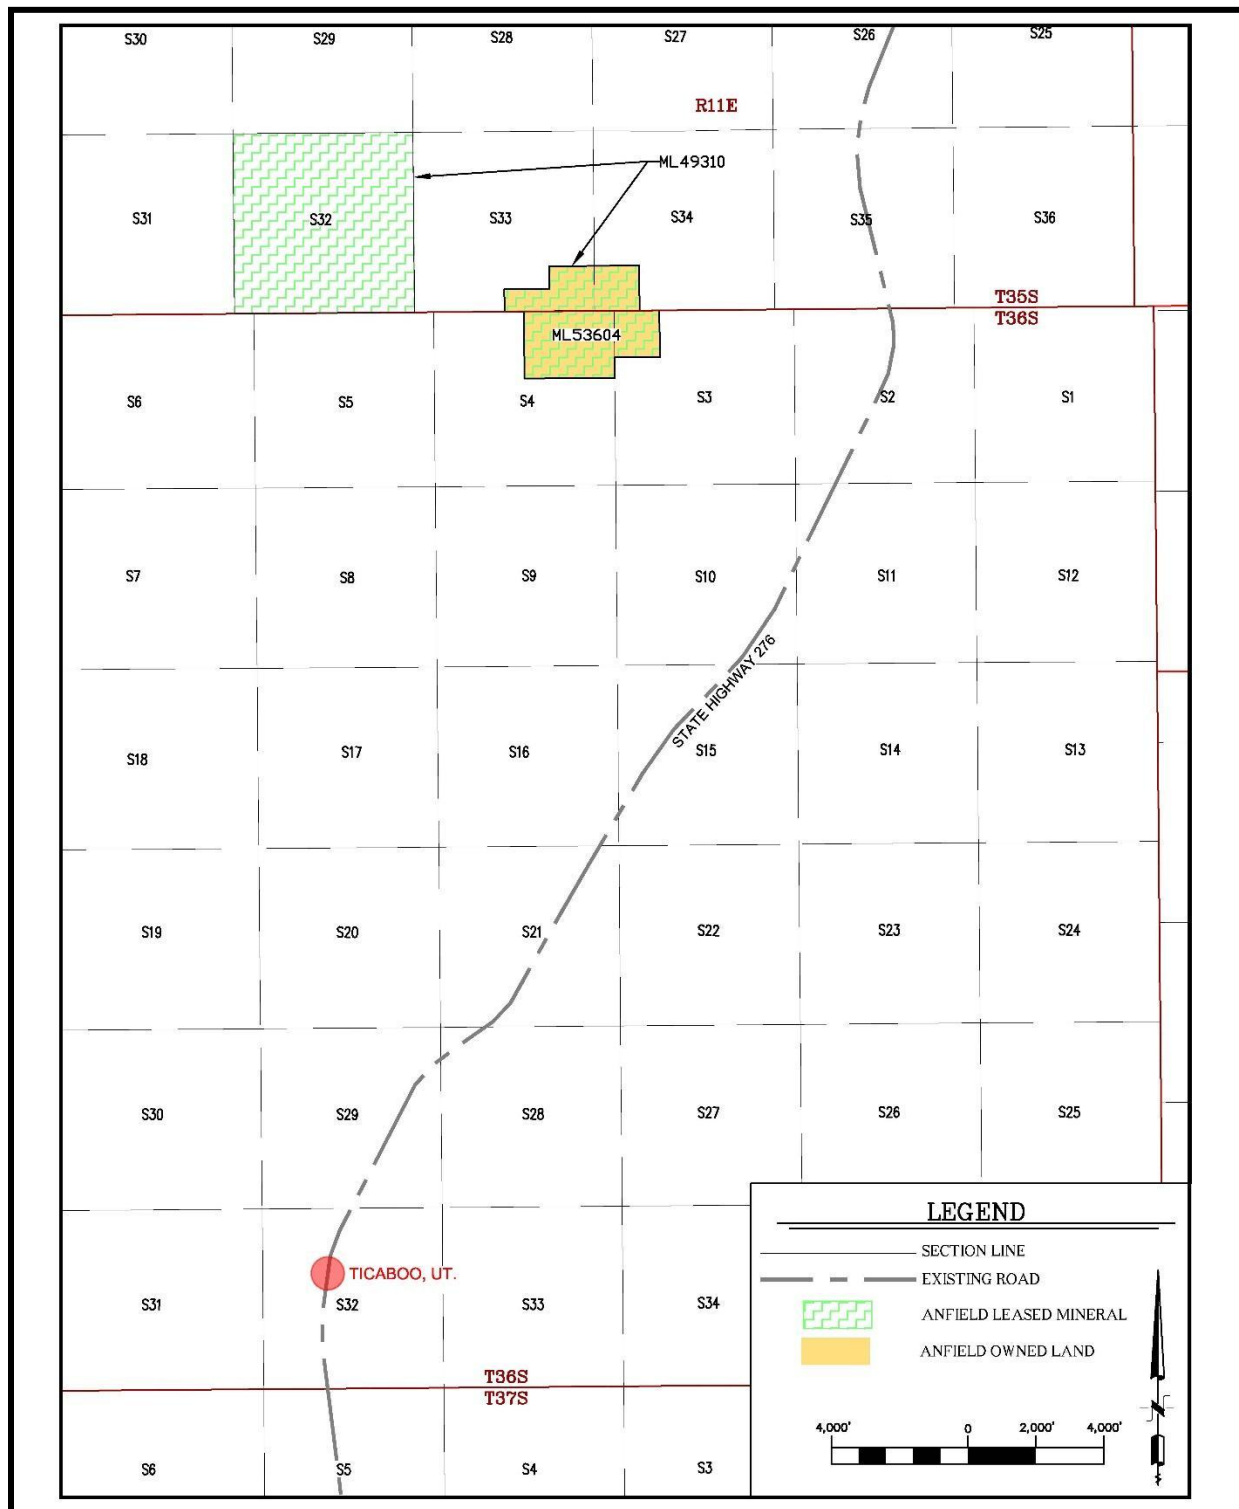 S30 S29 S28 S27 S26 S25
R11E
ML49310
S31 S32 S33 S34 S35 S36
T35S
T36S
ML53604
S6 S5 S4 S3 S2 S1
S7 S8 S9 S10 S11 S12
STATE HIGHWAY 276
S18 S17 S16 S15 S14 S13
S19 S20 S21 S22 S23 S24
S30 S29 S28 S27 S26 S25
TICABOO, UT.
S31 S32 S33 S34
T36S
T37S
S6 S5 S4 S3
LEGEND
SECTION LINE
EXISTING ROAD
ANFIELD LEASED MINERAL
ANFIELD OWNED LAND
4,000' 0 2,000' 4,000'